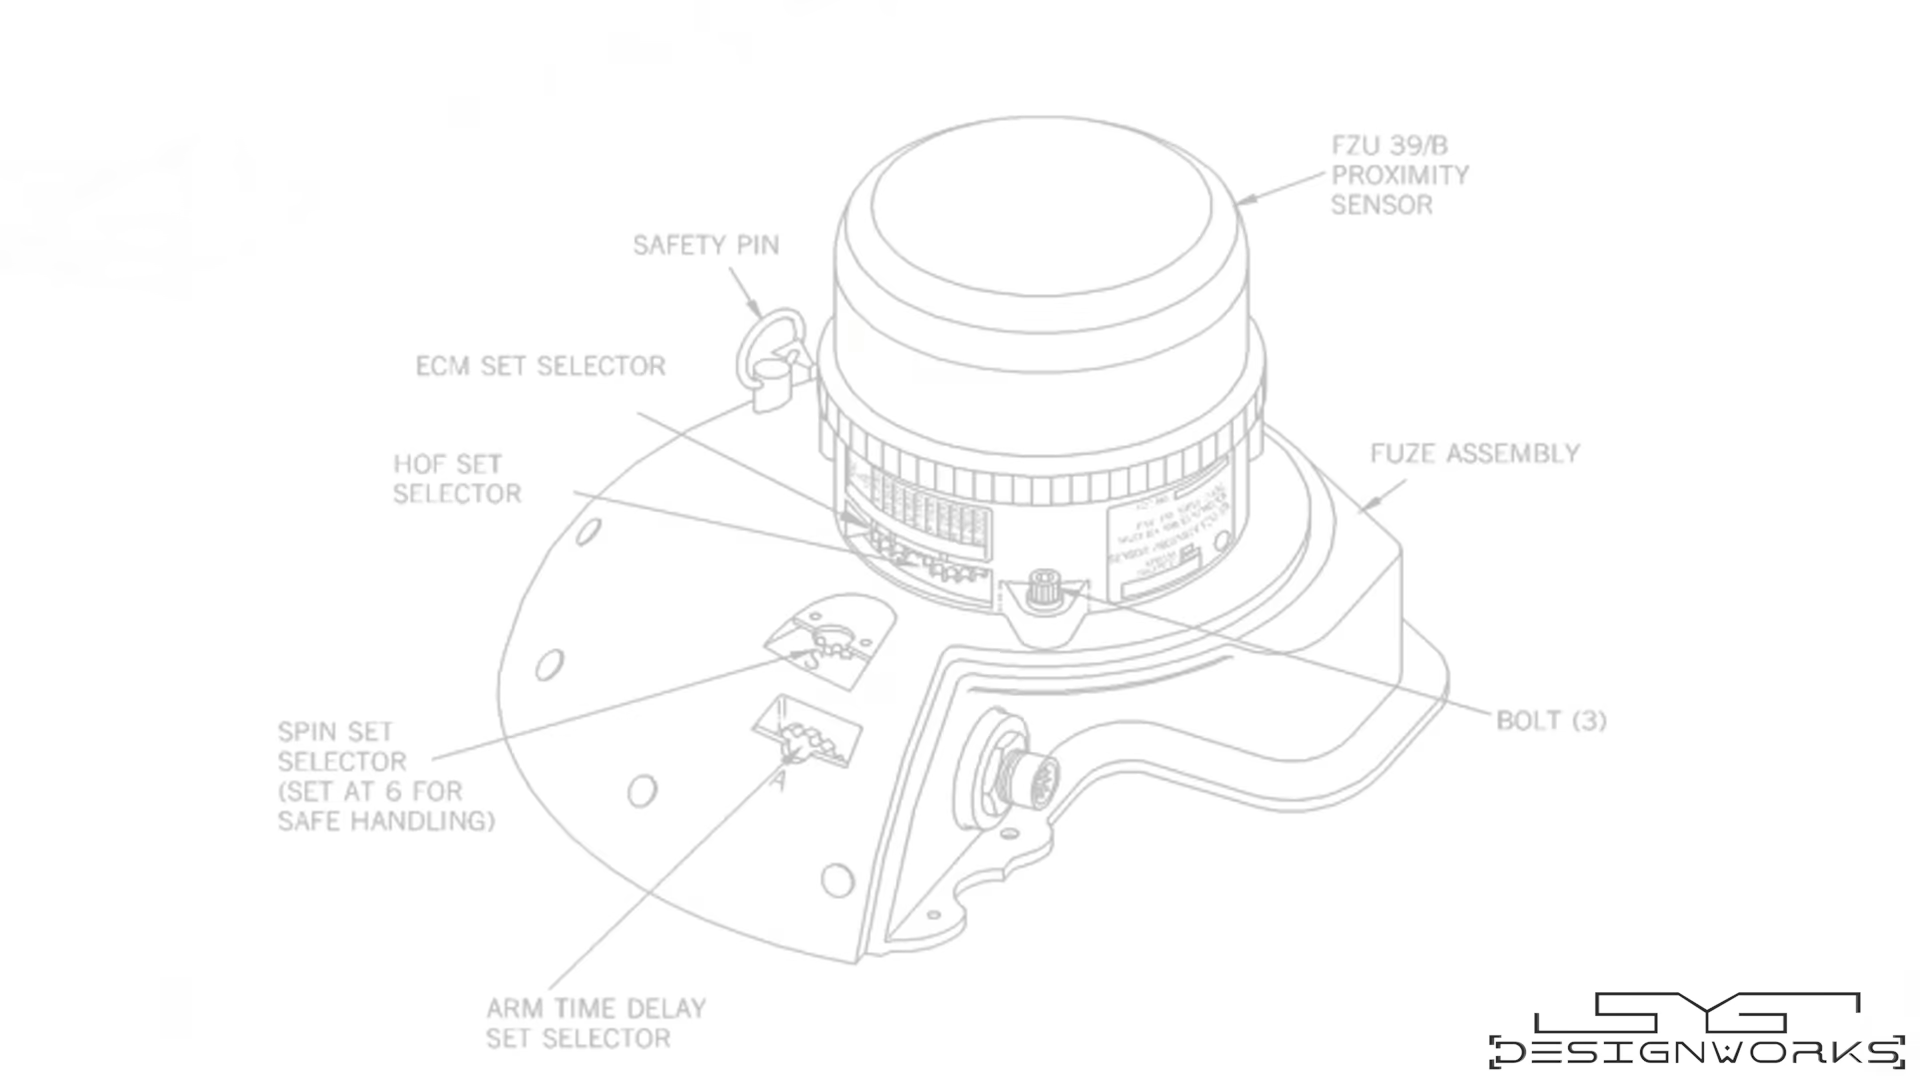 FZU 39/B
PROXIMITY
SENSOR
SAFETY PIN
ECM SET SELECTOR
HOF SET
SELECTOR
FUZE ASSEMBLY
SPIN SET
SELECTOR
(SET AT 6 FOR
SAFE HANDLING)
S
A
BOLT (3)
ARM TIME DELAY
SET SELECTOR
DESIGNWORKS